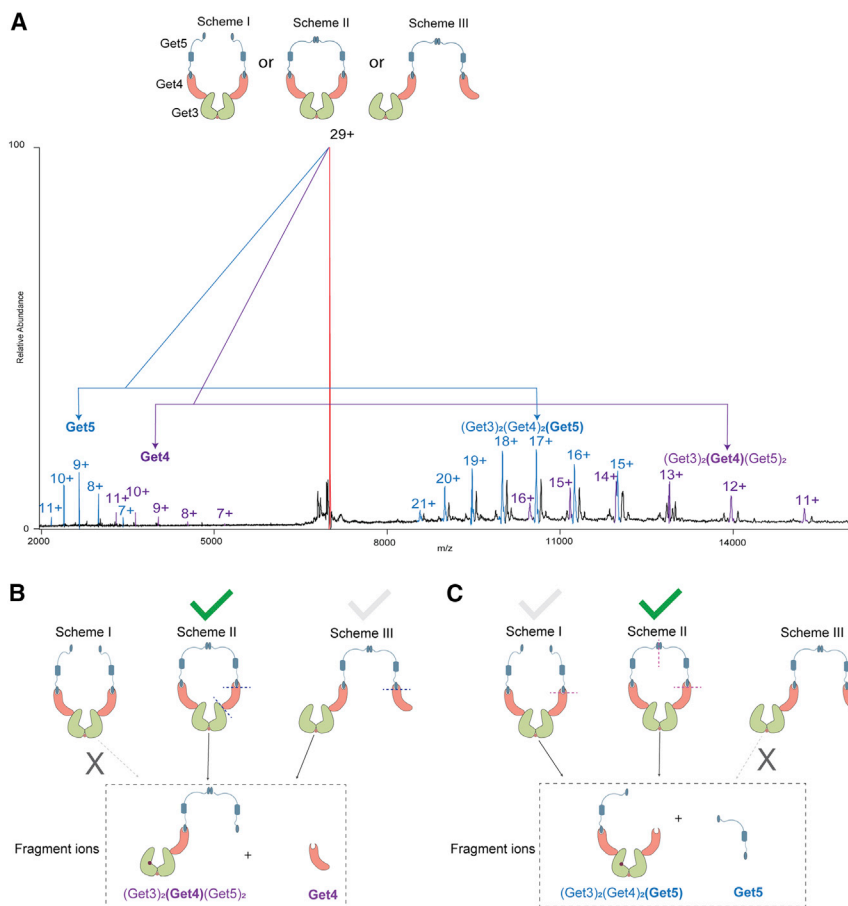 A
Scheme I
Scheme II
Scheme III
Get5
or
or
Get4
Get3
29+
100
Relative Abundance
Get5
Get4
(Get3)₂(Get4)₂(Get5)
(Get3)₂(Get4)(Get5)₂
11+
10+
9+
8+
7+
11+
10+
9+
8+
7+
21+
20+
19+
18+
17+
16+
15+
16+
15+
14+
13+
12+
11+
0
2000
5000
8000
11000
14000
m/z
B
Scheme I
Scheme II
Scheme III
X
Fragment ions
+
(Get3)₂(Get4)(Get5)₂
Get4
C
Scheme I
Scheme II
Scheme III
X
Fragment ions
+
(Get3)₂(Get4)₂(Get5)
Get5